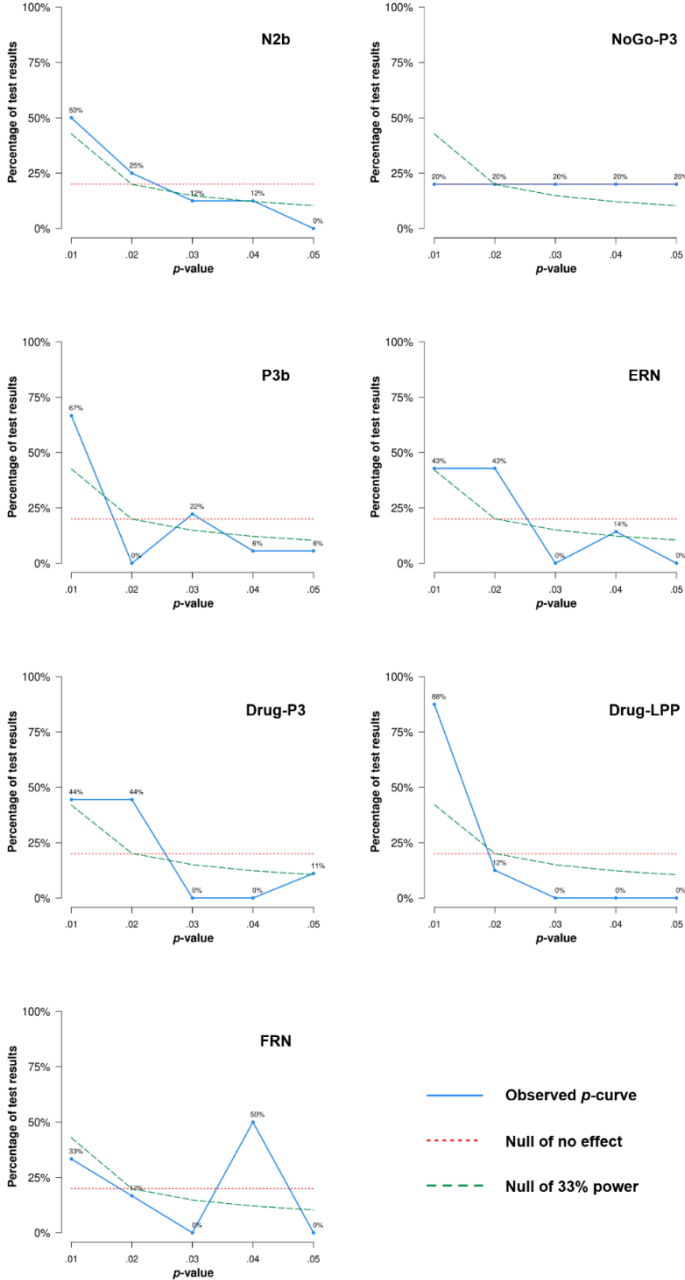 N2b
Percentage of test results
100%
75%
50%
25%
0%
50%
25%
12%
12%
0%
.01 .02 .03 .04 .05
p-value
NoGo-P3
Percentage of test results
100%
75%
50%
25%
0%
20% 20% 20% 20% 20%
.01 .02 .03 .04 .05
p-value
P3b
Percentage of test results
100%
75%
50%
25%
0%
67%
0%
22%
6%
6%
.01 .02 .03 .04 .05
p-value
ERN
Percentage of test results
100%
75%
50%
25%
0%
43%
43%
0%
14%
0%
.01 .02 .03 .04 .05
p-value
Drug-P3
Percentage of test results
100%
75%
50%
25%
0%
44%
44%
0%
0%
11%
.01 .02 .03 .04 .05
p-value
Drug-LPP
Percentage of test results
100%
75%
50%
25%
0%
88%
12%
0%
0%
0%
.01 .02 .03 .04 .05
p-value
FRN
Percentage of test results
100%
75%
50%
25%
0%
33%
17%
0%
50%
0%
.01 .02 .03 .04 .05
p-value
Observed p-curve
Null of no effect
Null of 33% power